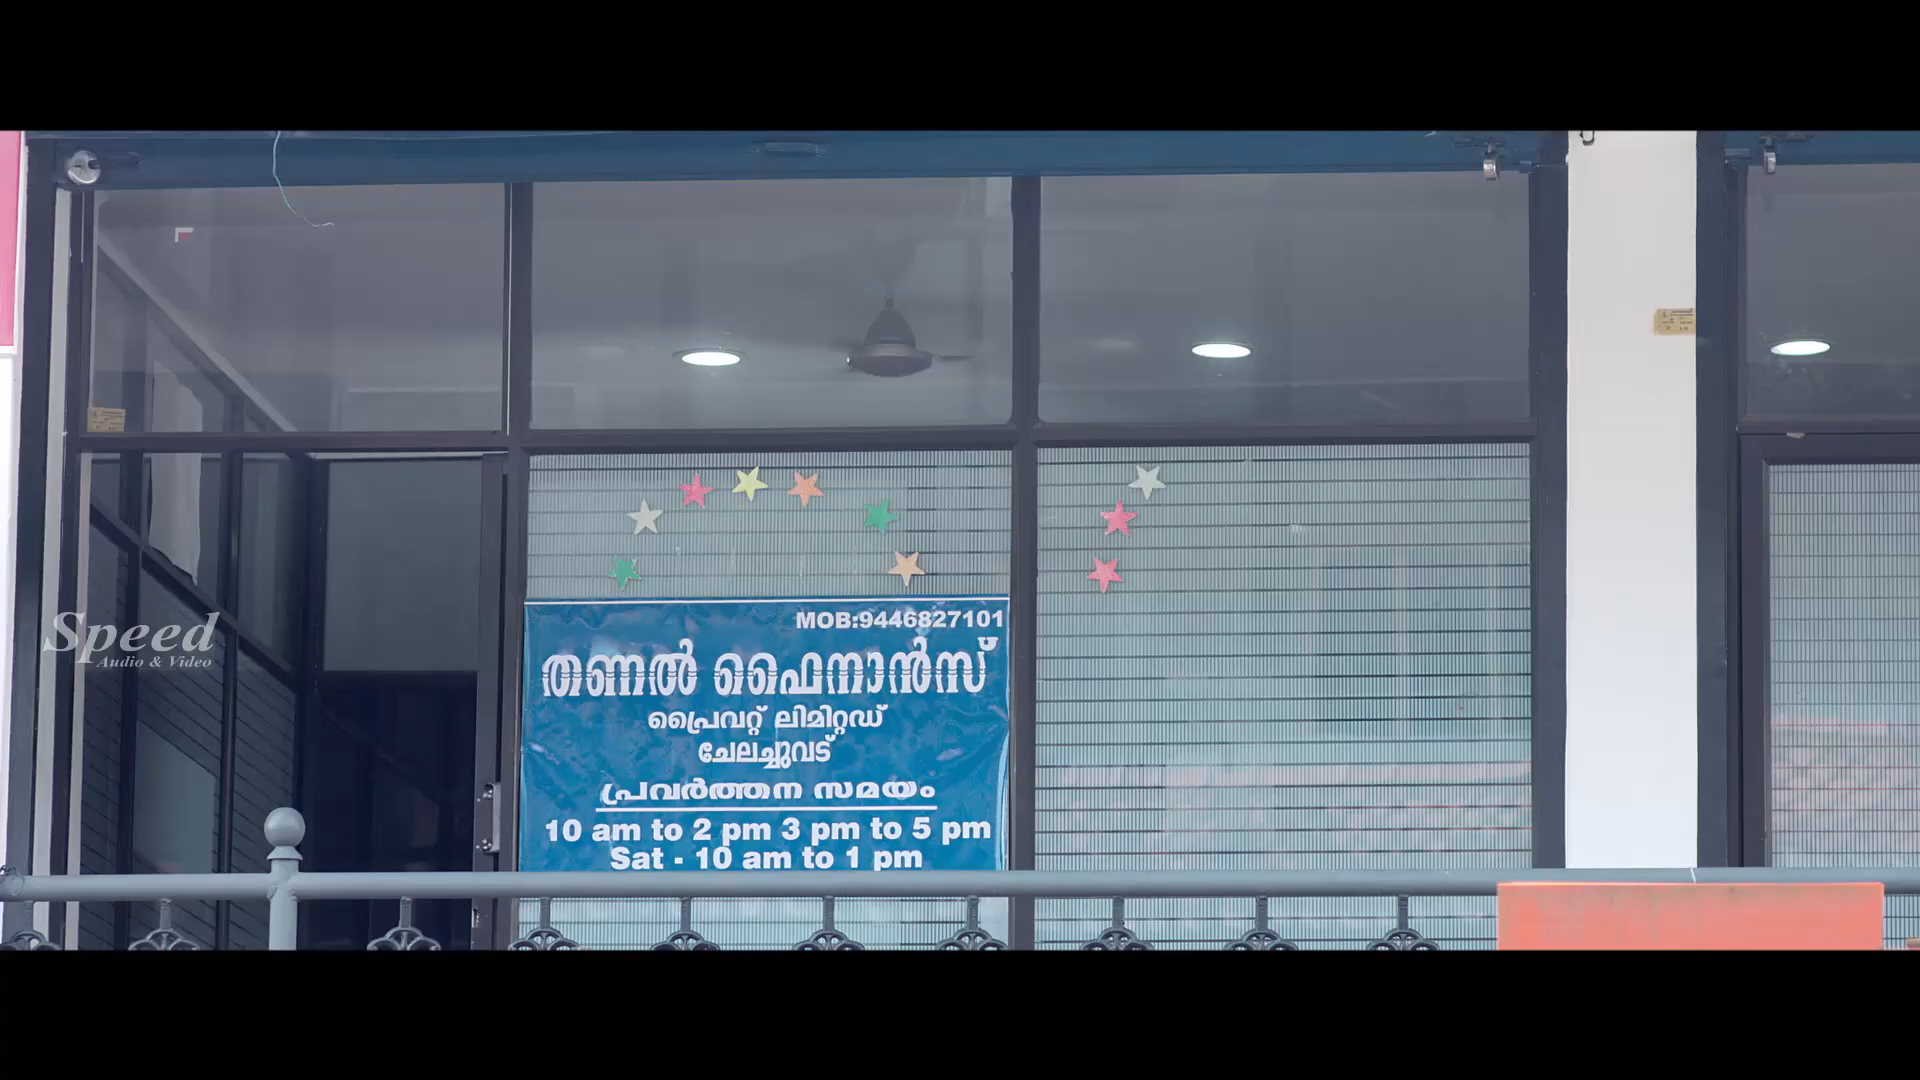 MOB:9446827101
തണൽ ഫൈനാൻസ്
പ്രൈവറ്റ് ലിമിറ്റഡ്
ചേലച്ചുവട്
പ്രവർത്തന സമയം
10 am to 2 pm 3 pm to 5 pm
Sat - 10 am to 1 pm
Speed
Audio & Video